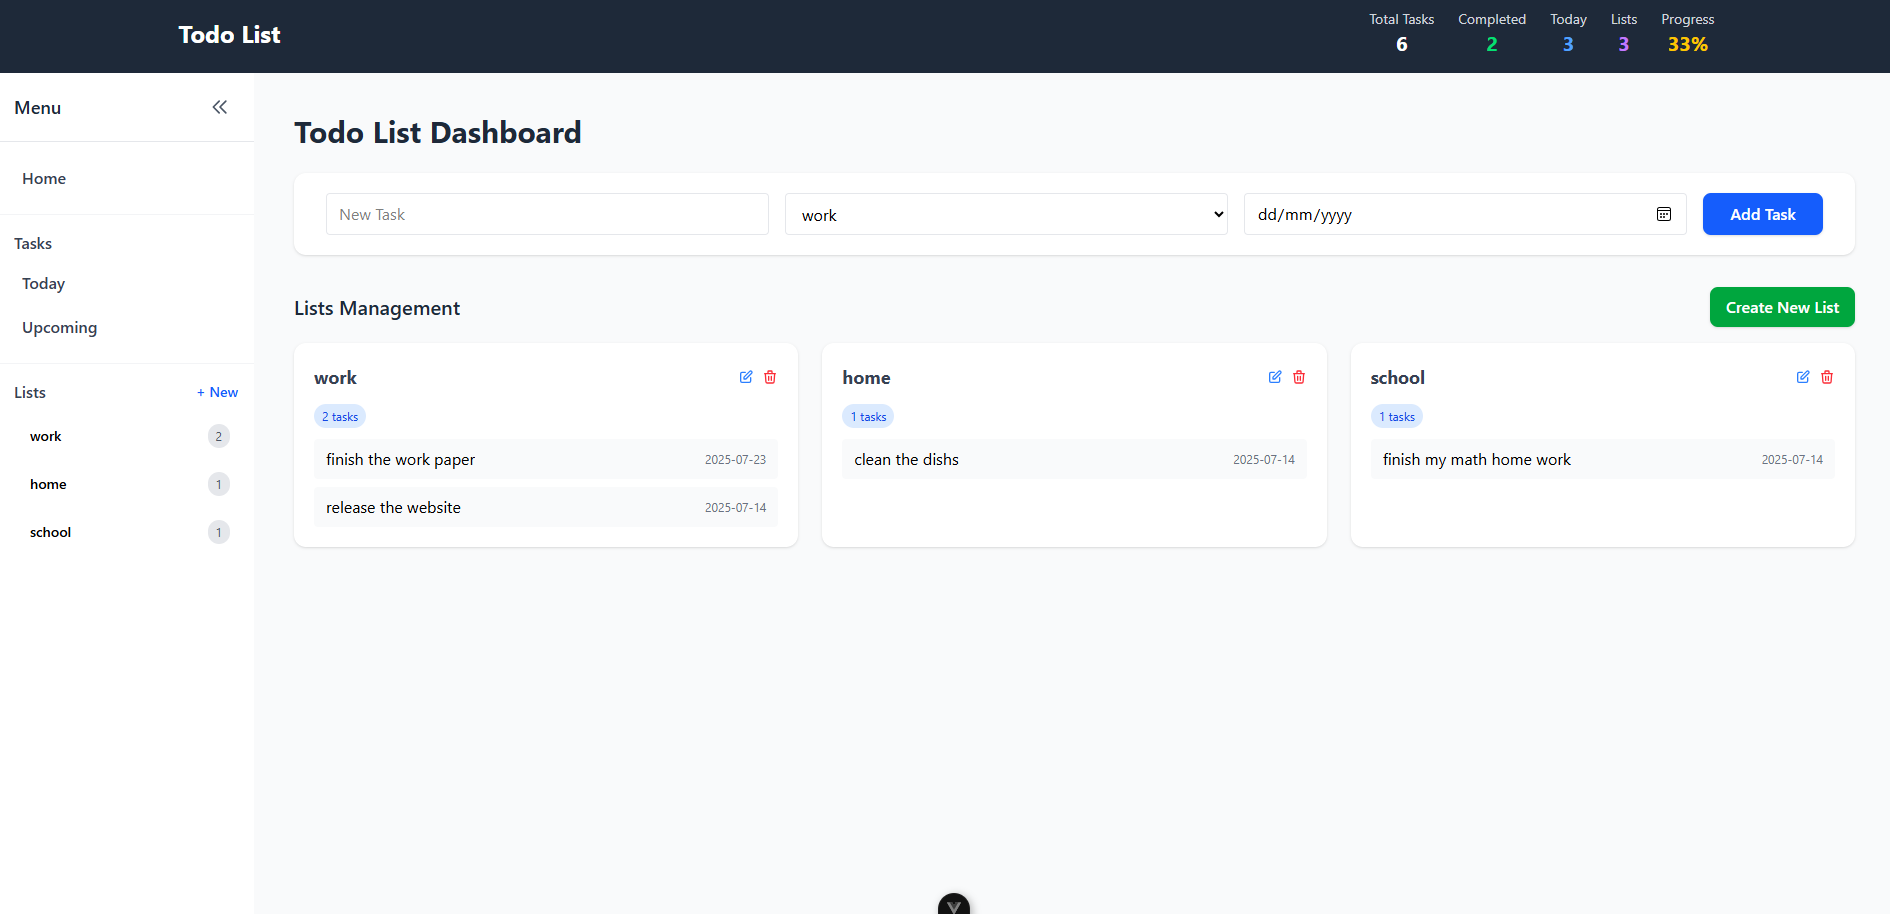 Todo List
Total Tasks Completed Today Lists Progress
6 2 3 3 33%
Menu
Home
Tasks
Today
Upcoming
Lists + New
work 2
home 1
school 1
Todo List Dashboard
New Task work dd/mm/yyyy Add Task
Lists Management Create New List
work
2 tasks
finish the work paper 2025-07-23
release the website 2025-07-14
home
1 tasks
clean the dishs 2025-07-14
school
1 tasks
finish my math home work 2025-07-14